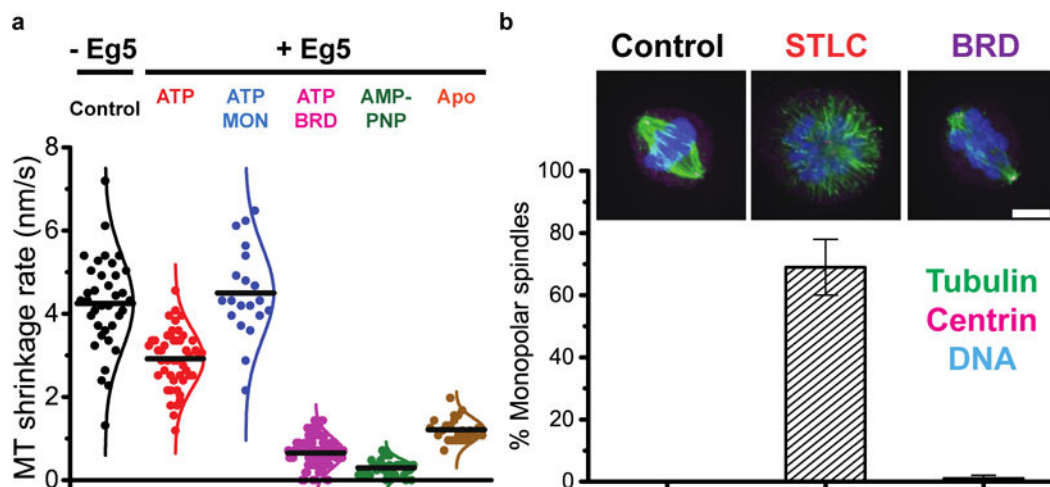 a
- Eg5
+ Eg5
Control
ATP
ATP
MON
ATP
BRD
AMP-
PNP
Apo
MT shrinkage rate (nm/s)
8
6
4
2
0
b
Control
STLC
BRD
% Monopolar spindles
100
80
60
40
20
0
Tubulin
Centrin
DNA